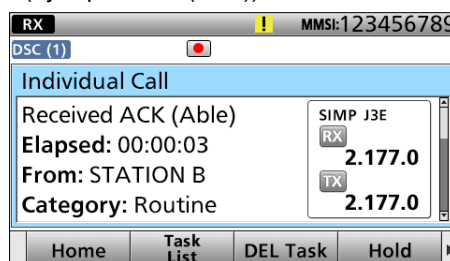 RX ! MMSI:123456789
DSC (1)
Individual Call
Received ACK (Able)
Elapsed: 00:00:03
From: STATION B
Category: Routine
SIMP J3E
RX
2.177.0
TX
2.177.0
Home Task List DEL Task Hold